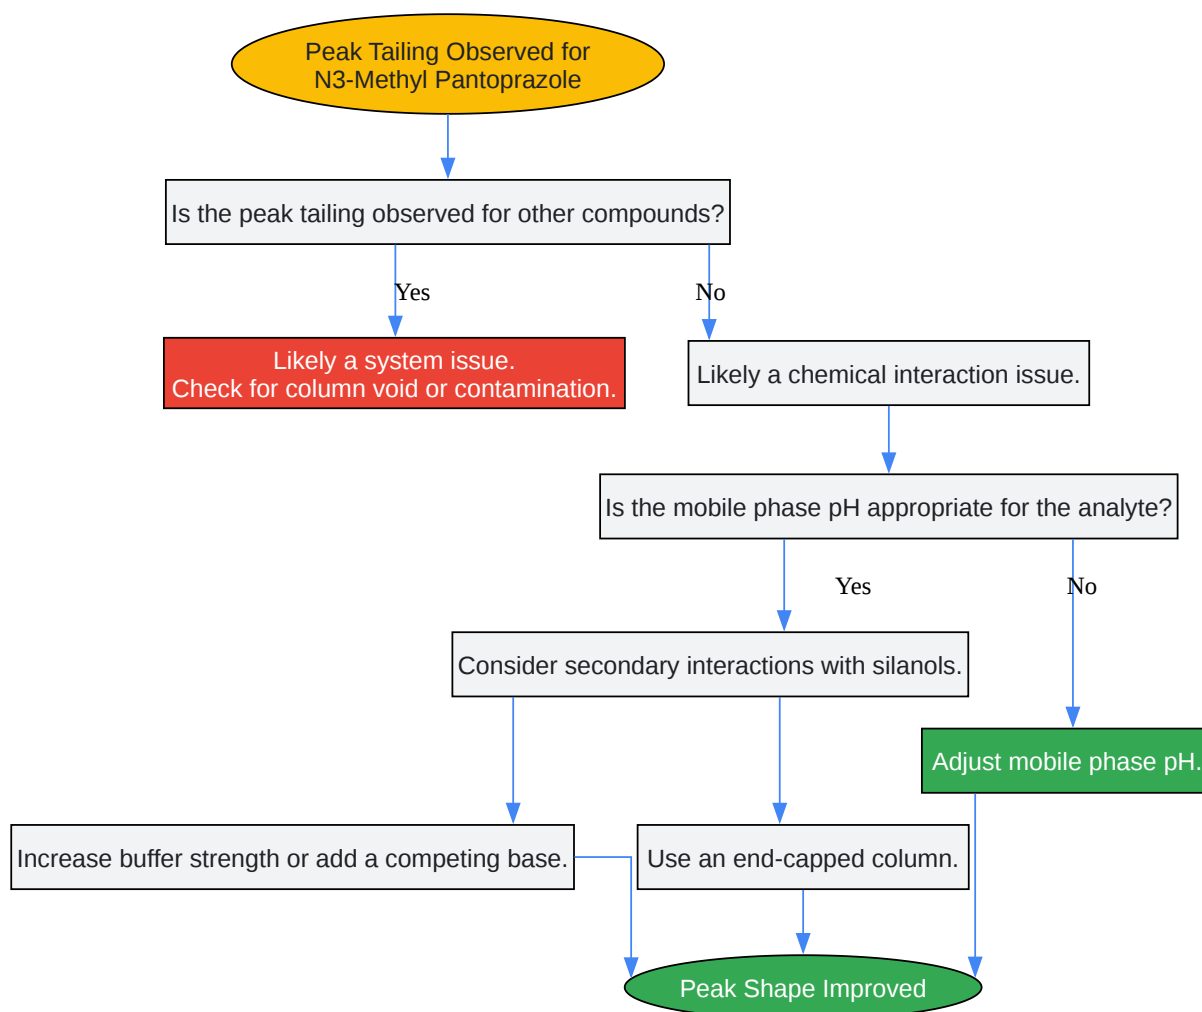 Peak Tailing Observed for
N3-Methyl Pantoprazole
Is the peak tailing observed for other compounds?
Yes
No
Likely a system issue.
Check for column void or contamination.
Likely a chemical interaction issue.
Is the mobile phase pH appropriate for the analyte?
Yes
No
Consider secondary interactions with silanols.
Adjust mobile phase pH.
Increase buffer strength or add a competing base.
Use an end-capped column.
Peak Shape Improved